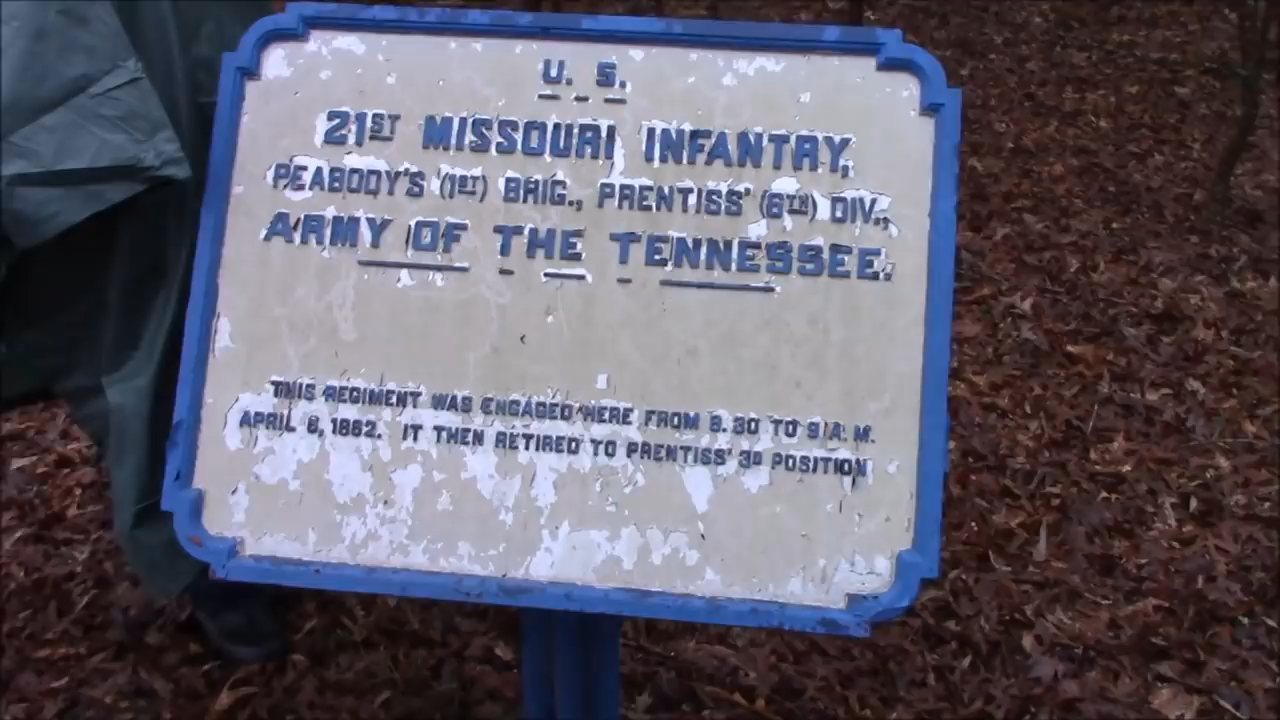 U. S.
21ST MISSOURI INFANTRY,
PEABODY'S (1ST) BRIG., PRENTISS' (6TH) DIV.,
ARMY OF THE TENNESSEE.
THIS REGIMENT WAS ENGAGED HERE FROM 8.30 TO 9 A.M.
APRIL 6, 1862. IT THEN RETIRED TO PRENTISS' 3D POSITION